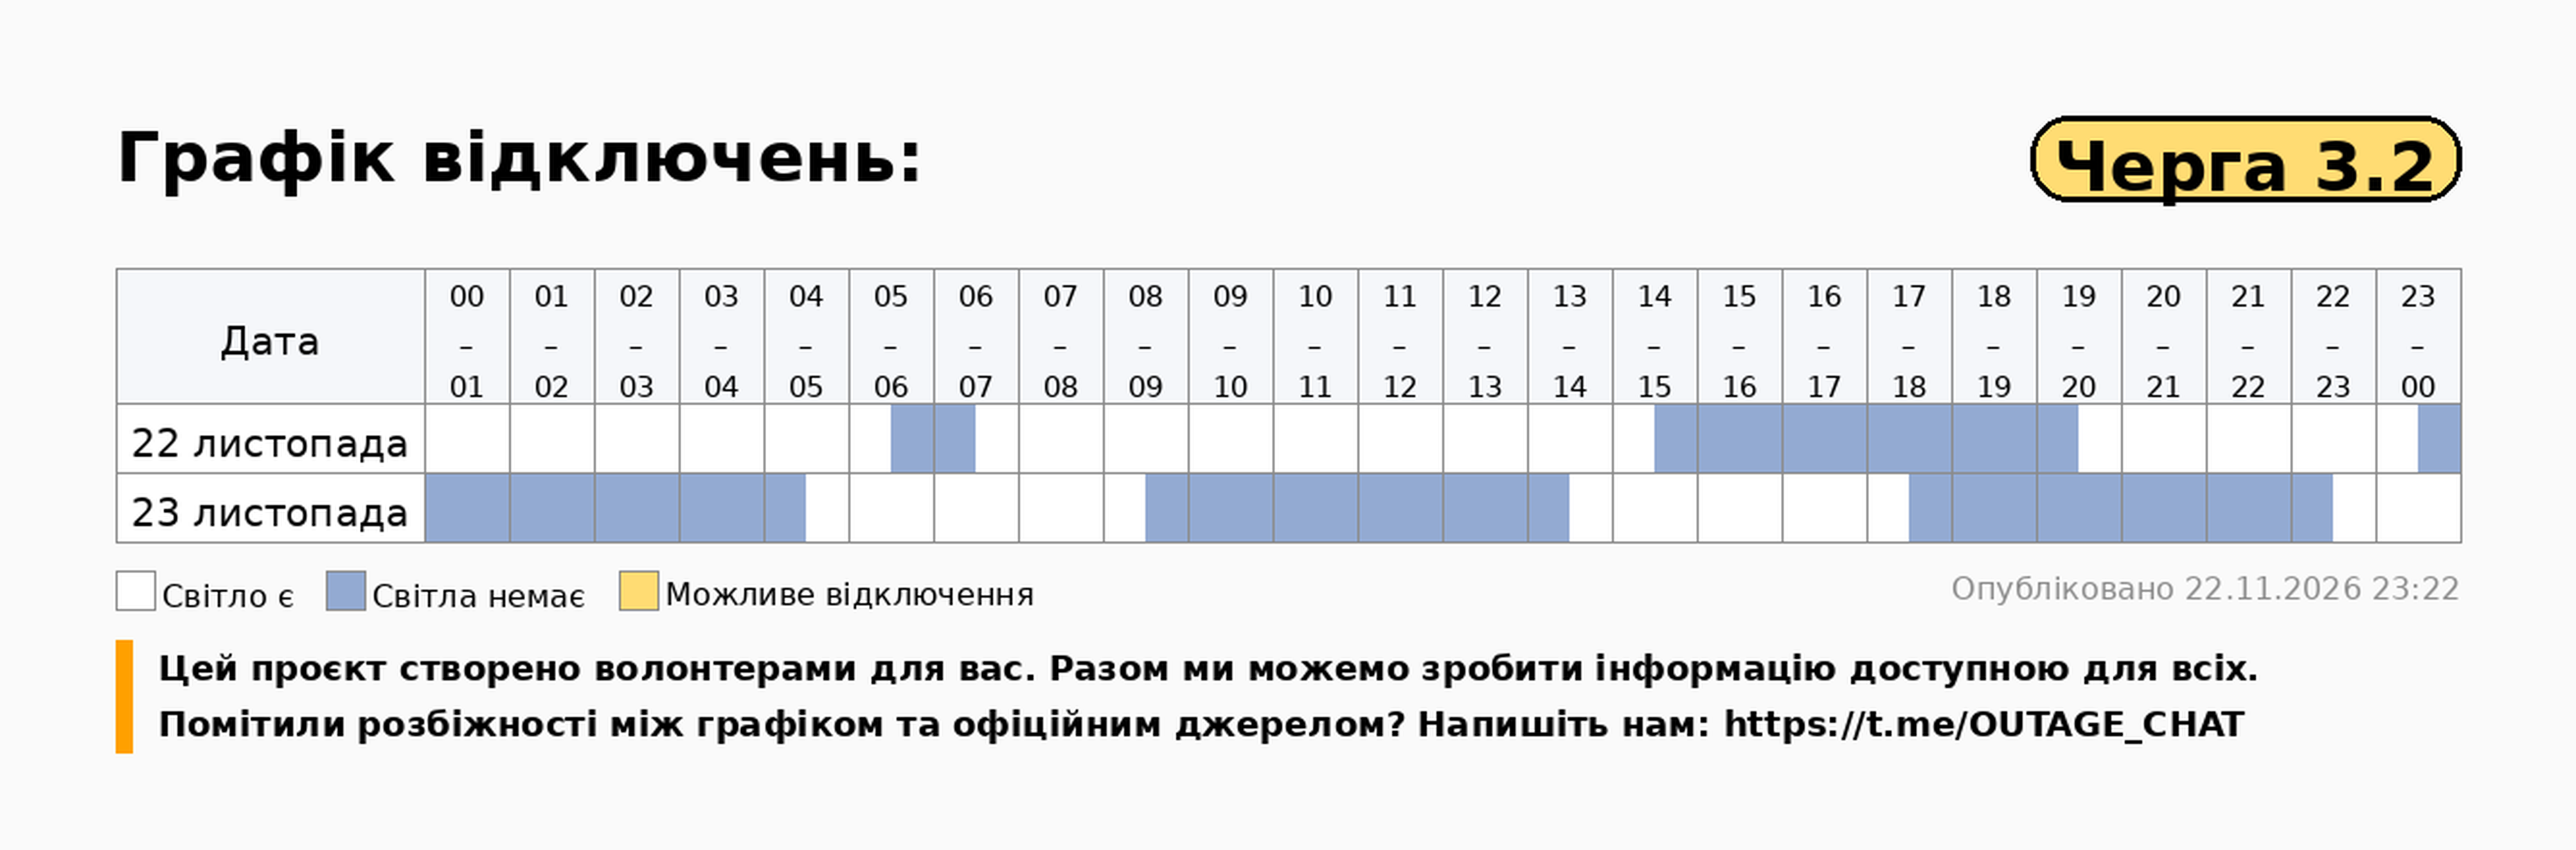 Графік відключень:
Черга 3.2
Дата
00 – 01
01 – 02
02 – 03
03 – 04
04 – 05
05 – 06
06 – 07
07 – 08
08 – 09
09 – 10
10 – 11
11 – 12
12 – 13
13 – 14
14 – 15
15 – 16
16 – 17
17 – 18
18 – 19
19 – 20
20 – 21
21 – 22
22 – 23
23 – 00
22 листопада
23 листопада
Світло є
Світла немає
Можливе відключення
Опубліковано 22.11.2026 23:22
Цей проєкт створено волонтерами для вас. Разом ми можемо зробити інформацію доступною для всіх.
Помітили розбіжності між графіком та офіційним джерелом? Напишіть нам: https://t.me/OUTAGE_CHAT